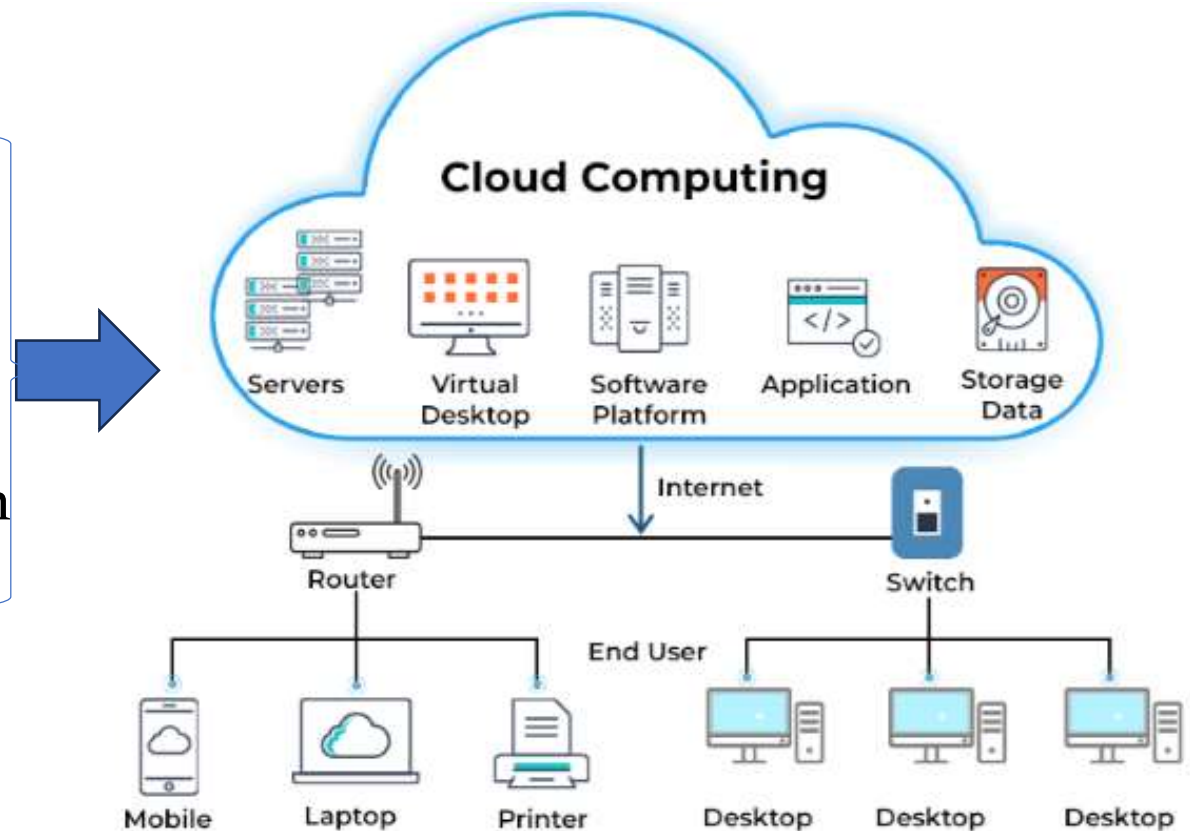 Cloud Computing
Servers
Virtual
Desktop
Software
Platform
Application
</>
Storage
Data
Internet
Router
Switch
End User
Mobile
Laptop
Printer
Desktop
Desktop
Desktop